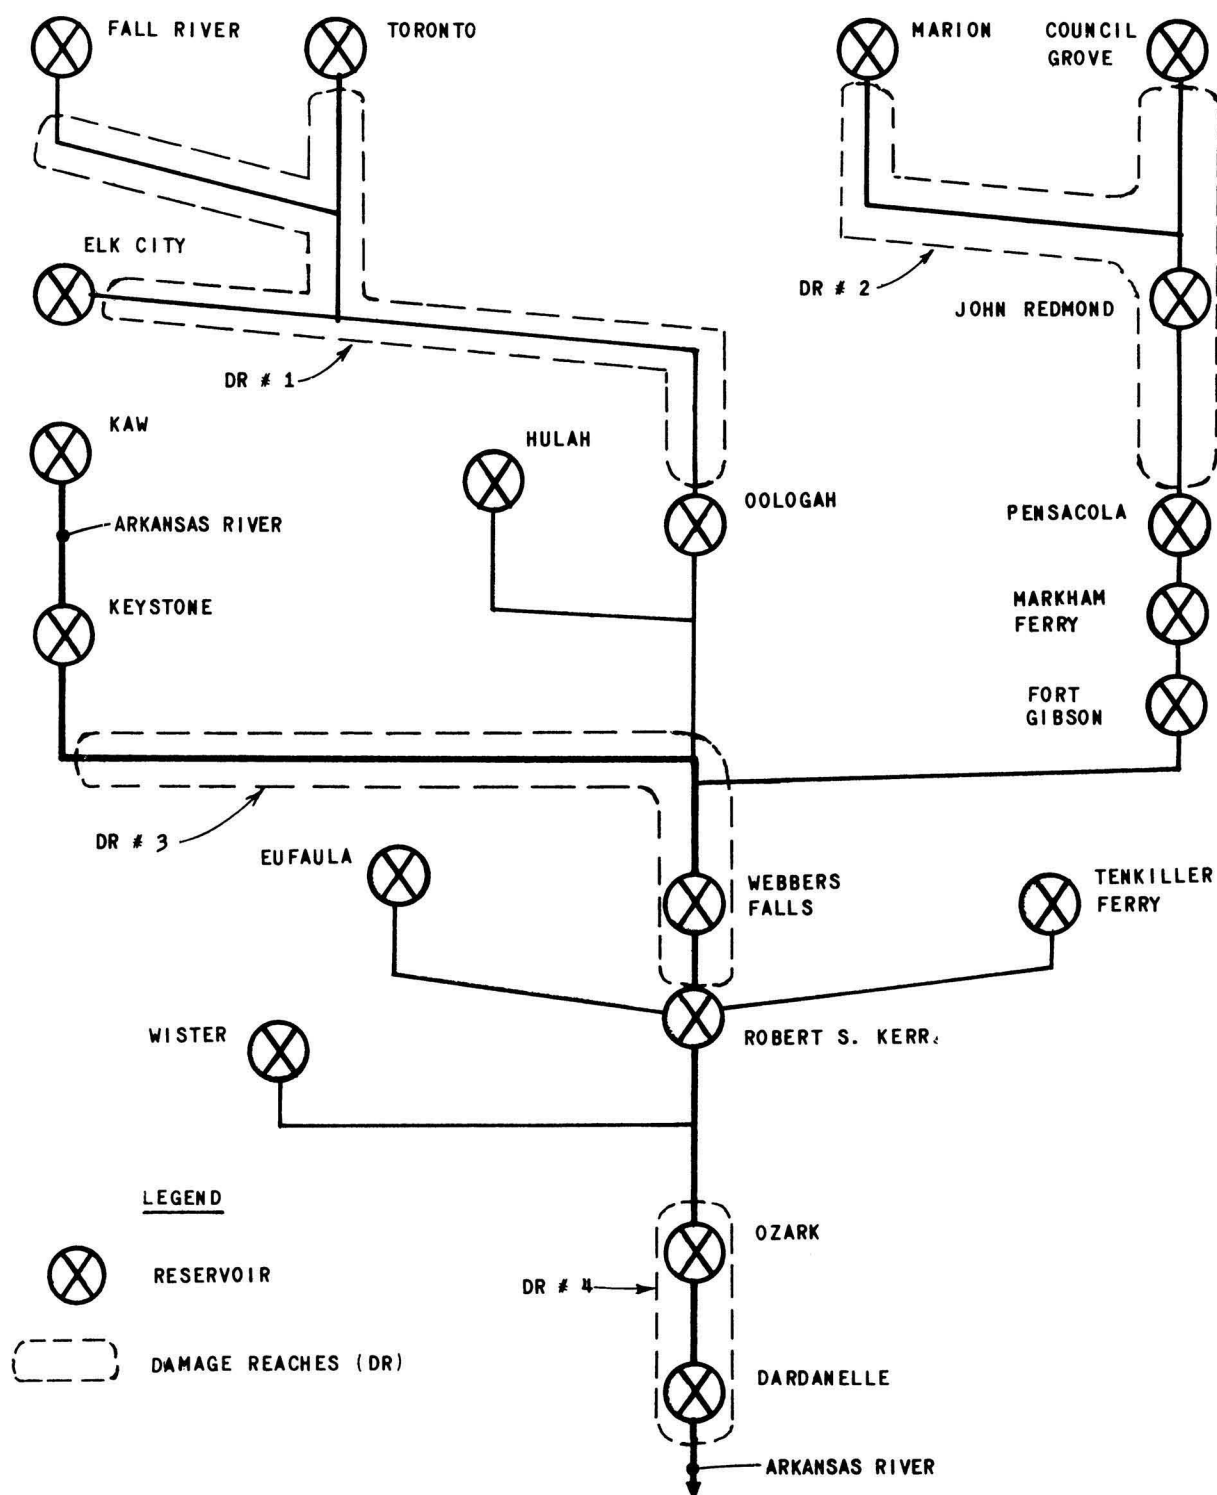 FALL RIVER
TORONTO
MARION
COUNCIL
GROVE
ELK CITY
DR # 2
JOHN REDMOND
DR # 1
KAW
HULAH
ARKANSAS RIVER
OOLOGAH
PENSACOLA
KEYSTONE
MARKHAM
FERRY
FORT
GIBSON
DR # 3
EUFAULA
WEBBERS
FALLS
TENKILLER
FERRY
WISTER
ROBERT S. KERR.
LEGEND
OZARK
RESERVOIR
DR # 4
DAMAGE REACHES (DR)
DARDANELLE
ARKANSAS RIVER